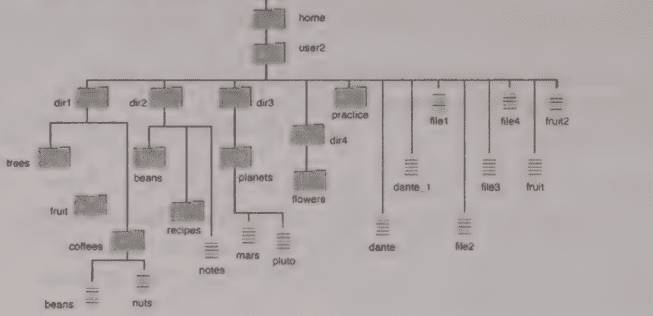 home
user2
dir1
dir2
dir3
practice
file1
file4
fruit2
dir4
trees
beans
planets
dante_1
file3
fruit
flowers
fruit
recipes
coffees
notes
mars
pluto
dante
file2
beans
nuts